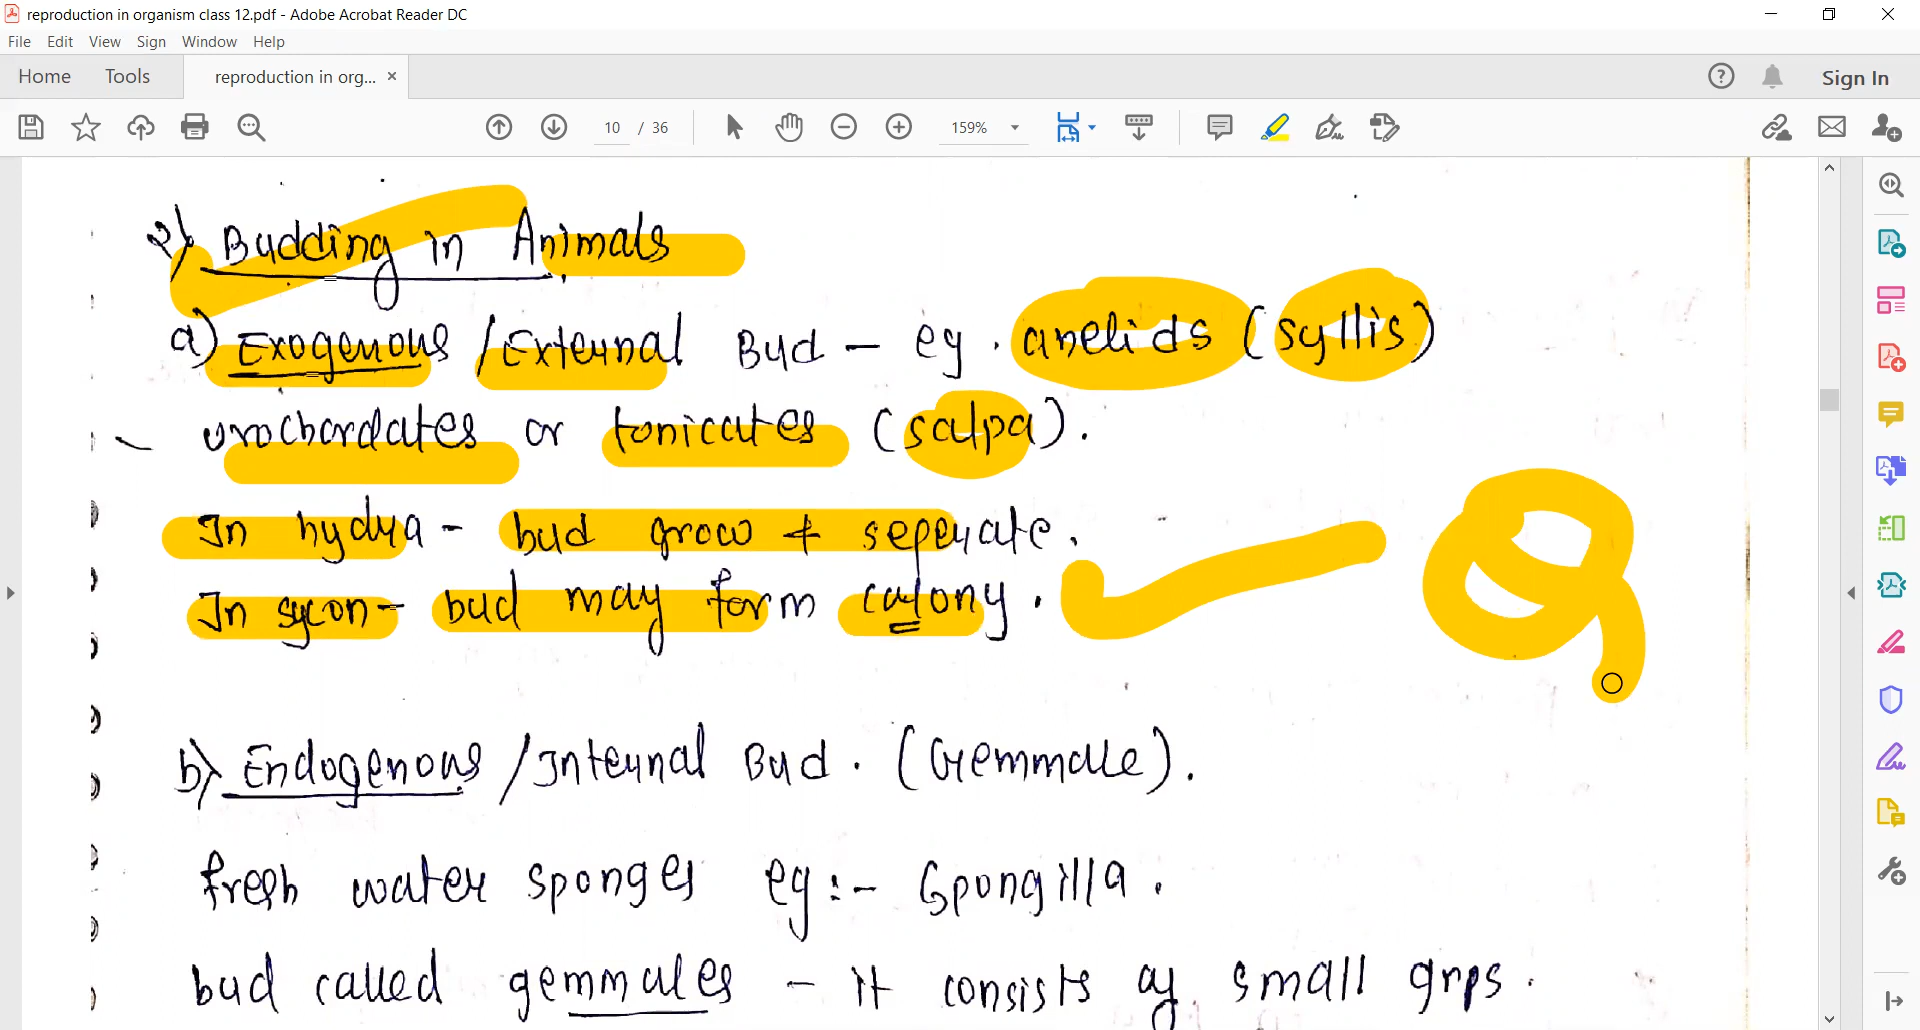 reproduction in organism class 12.pdf - Adobe Acrobat Reader DC
File Edit View Sign Window Help
Home Tools reproduction in org... × Sign In
10 / 36 159%
2) Budding in Animals
a) Exogenous / External Bud - eg. anelids (syllis)
urochordates or tonicates (salpa).
In hydra - bud grow & seperate.
In sycon - bud may form calony.
b) Endogenous / Internal Bud. (Gemmule).
fresh water sponges eg:- Spongilla.
bud called gemmules - it consists of small grps.